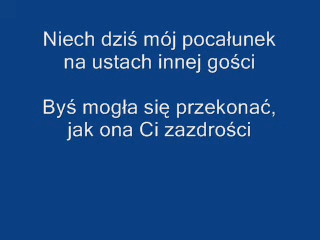 Niech dziś mój pocałunek
na ustach innej gości
Byś mogła się przekonać,
jak ona Ci zazdrości